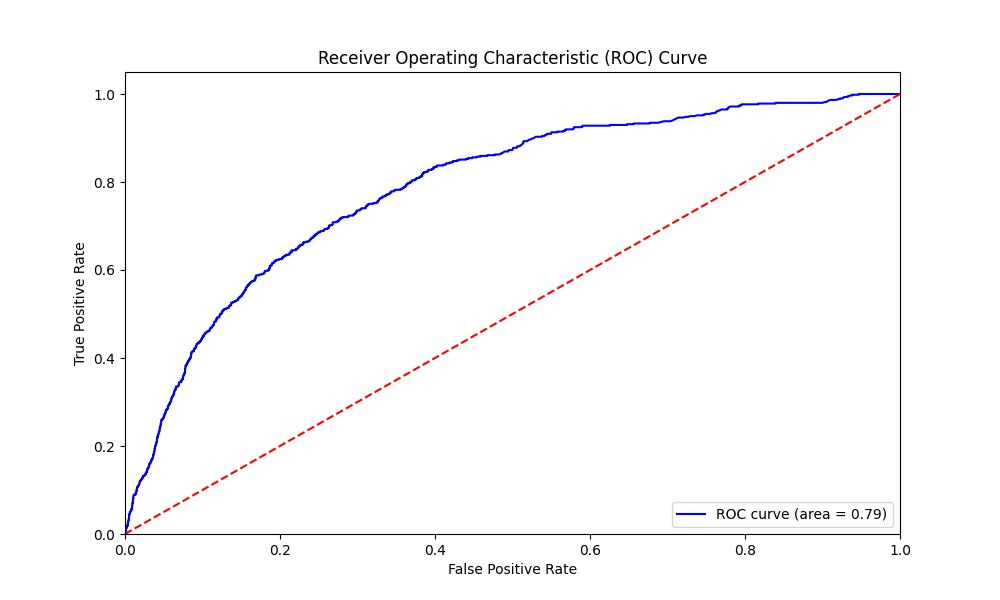 Receiver Operating Characteristic (ROC) Curve
True Positive Rate
1.0
0.8
0.6
0.4
0.2
0.0
ROC curve (area = 0.79)
0.0 0.2 0.4 0.6 0.8 1.0
False Positive Rate